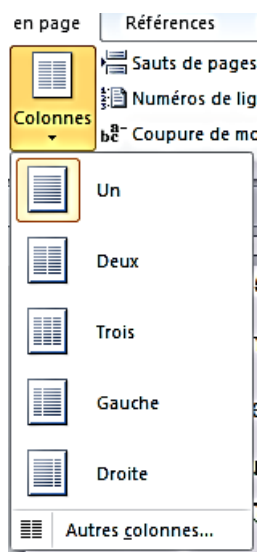 en page Références
Sauts de pages
Numéros de lig
Colonnes
Coupure de mo
Un
Deux
Trois
Gauche
Droite
Autres colonnes...